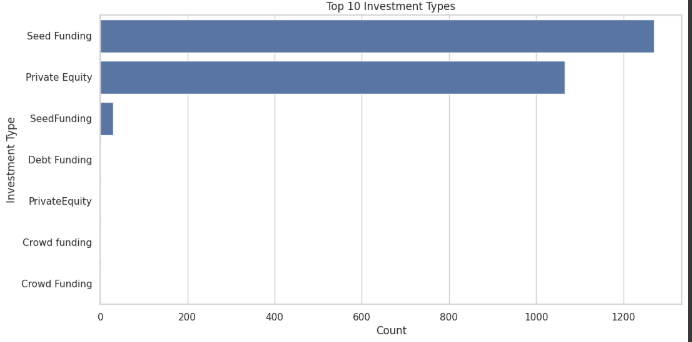 Top 10 Investment Types
Investment Type
Seed Funding
Private Equity
SeedFunding
Debt Funding
PrivateEquity
Crowd funding
Crowd Funding
0 200 400 600 800 1000 1200
Count